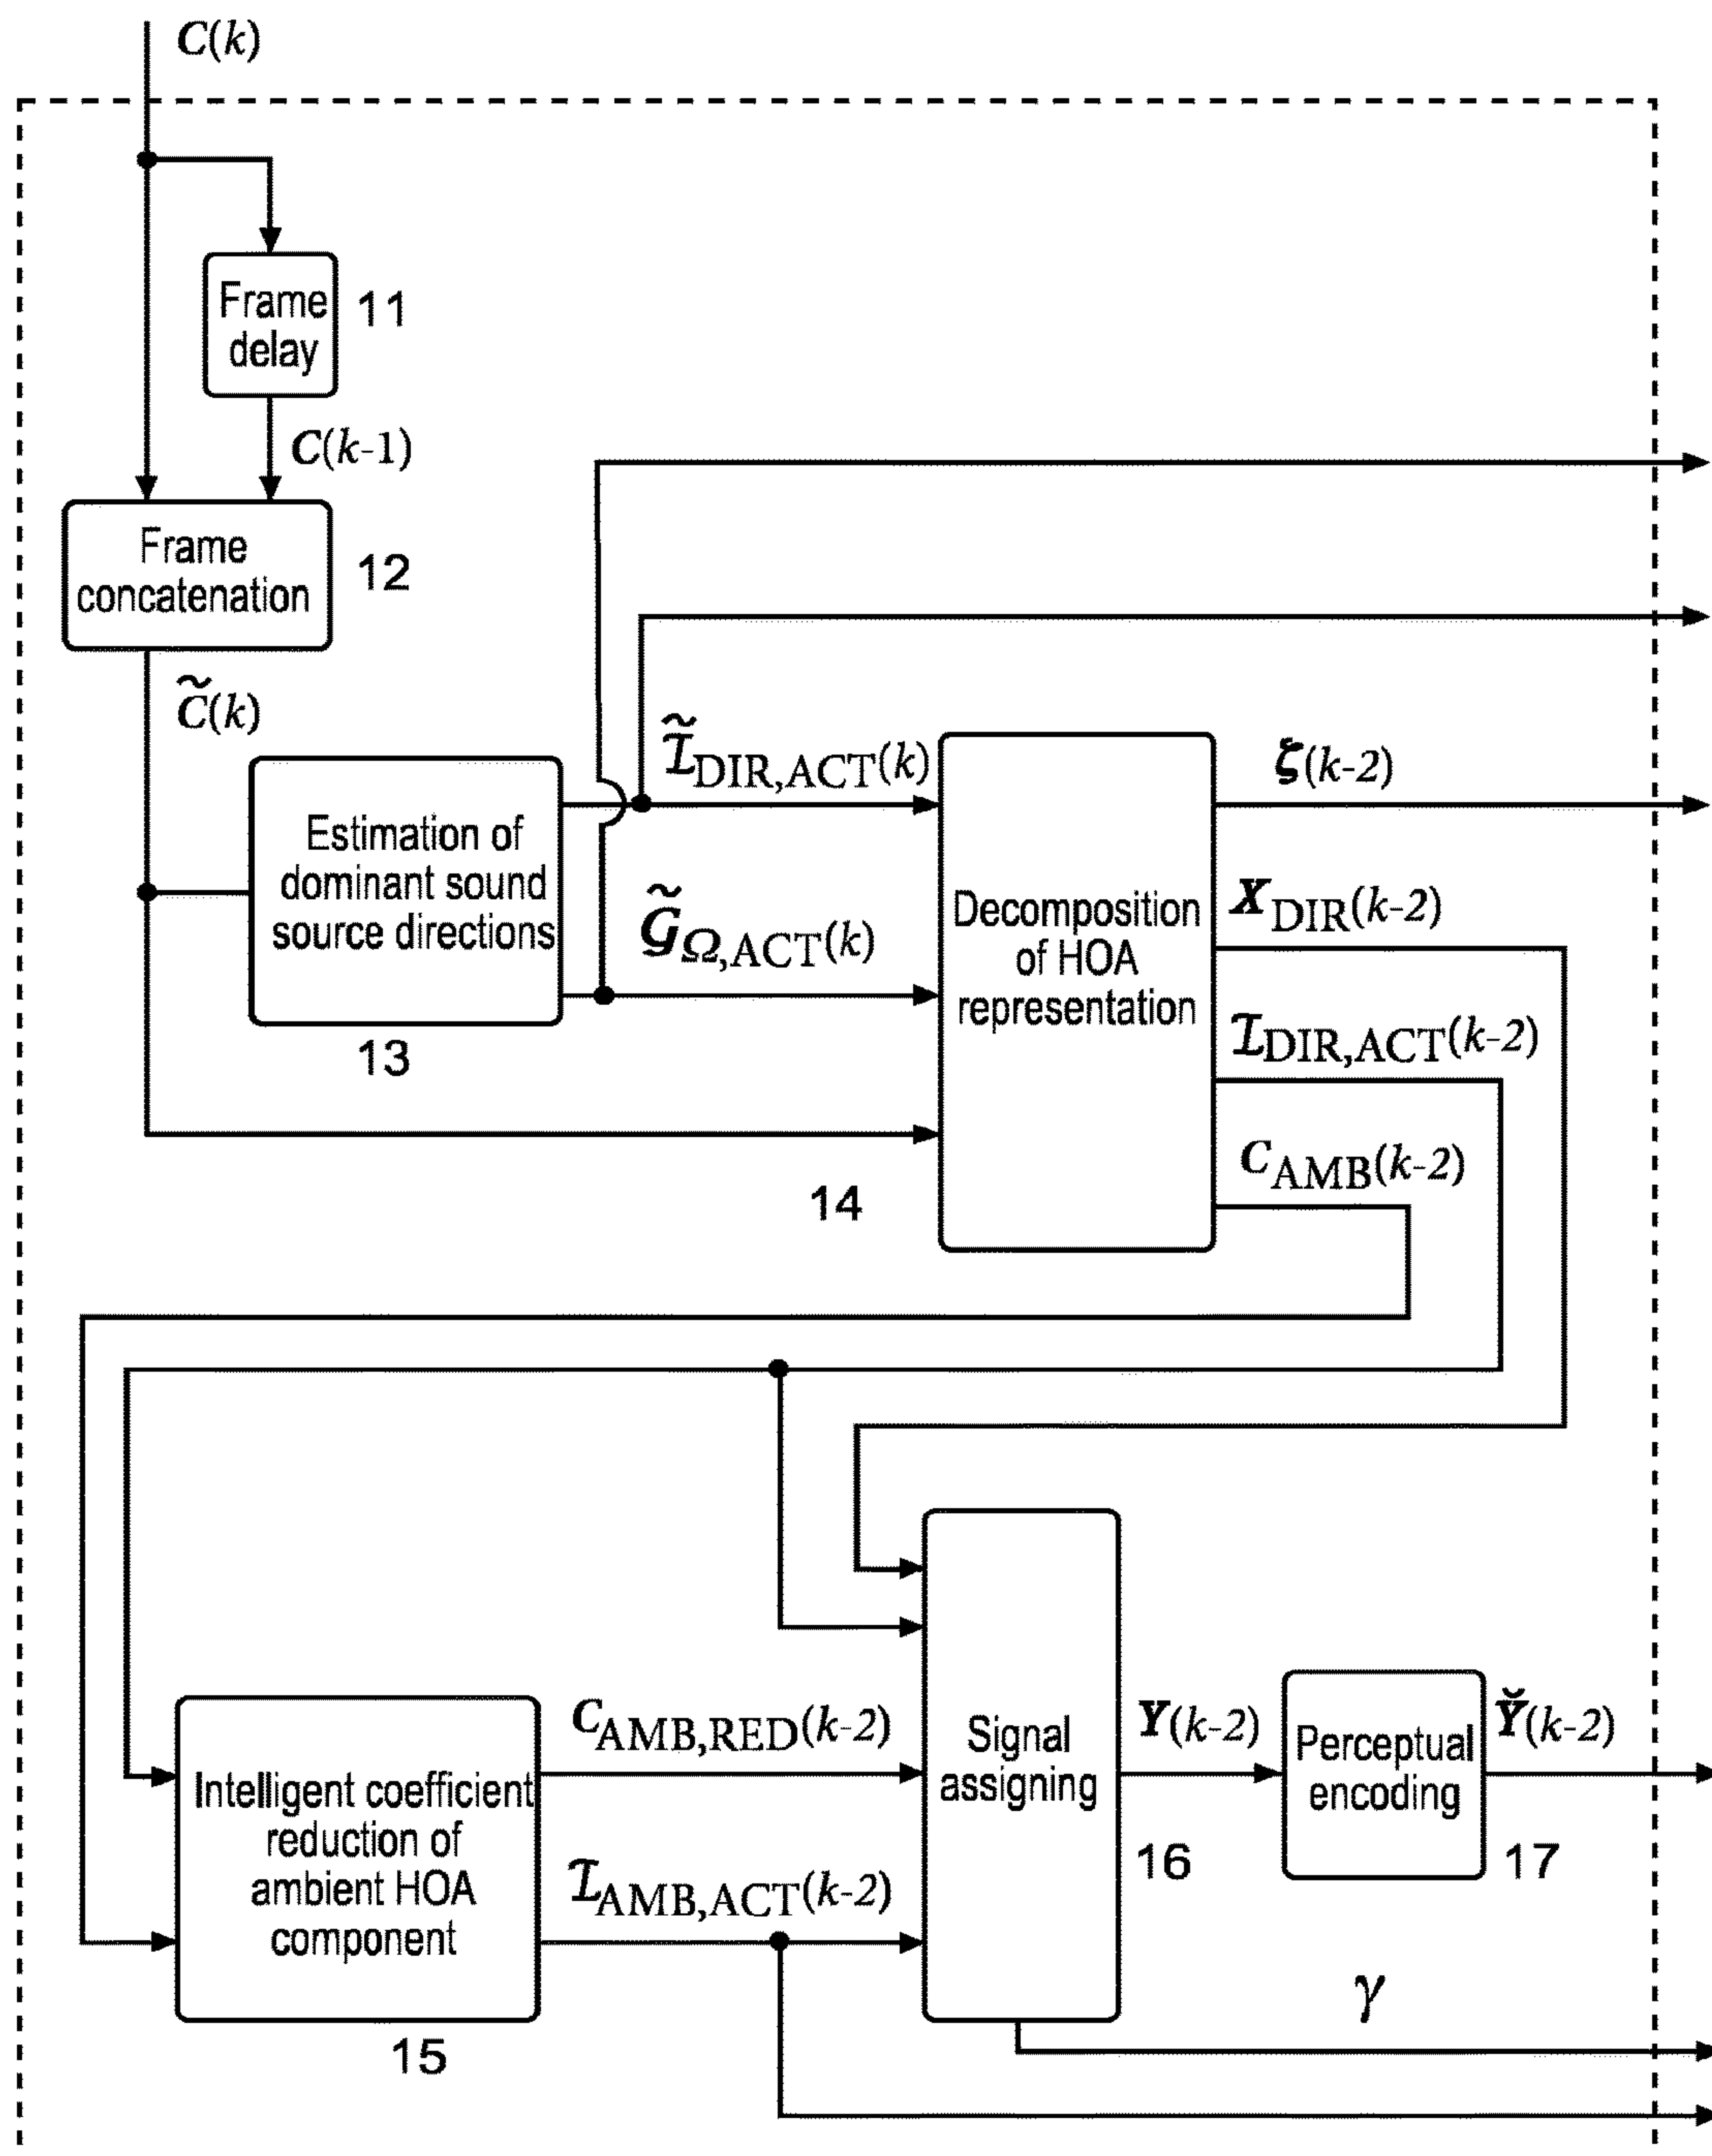 C(k)
Frame
delay
11
C(k-1)
Frame
concatenation
12
C̃(k)
Ĩ_DIR,ACT(k)
ζ(k-2)
Estimation of
dominant sound
source directions
13
G̃_Ω,ACT(k)
Decomposition
of HOA
representation
14
X_DIR(k-2)
I_DIR,ACT(k-2)
C_AMB(k-2)
Intelligent coefficient
reduction of
ambient HOA
component
15
C_AMB,RED(k-2)
I_AMB,ACT(k-2)
Signal
assigning
16
Y(k-2)
Perceptual
encoding
17
Y̆(k-2)
γ